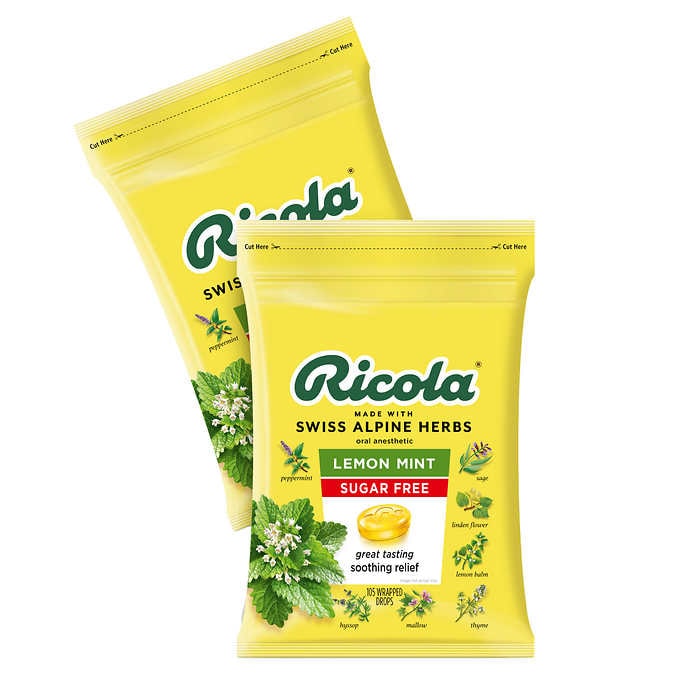 Cut Here
Cut Here
Ricola®
SWISS
peppermint
Cut Here
Cut Here
Ricola®
MADE WITH
SWISS ALPINE HERBS
oral anesthetic
LEMON MINT
SUGAR FREE
peppermint
sage
linden flower
great tasting
soothing relief
lemon balm
105 WRAPPED
DROPS
hyssop
mallow
thyme